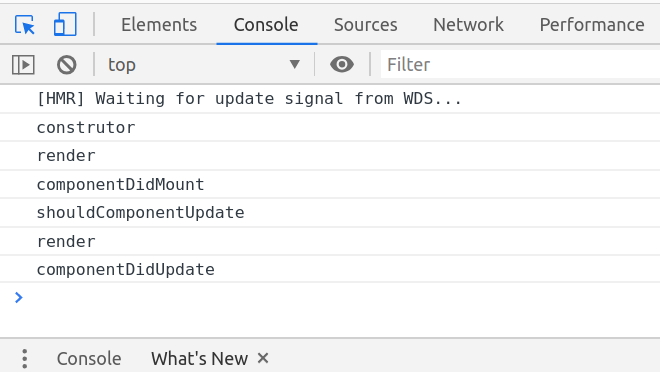 Elements Console Sources Network Performance
top Filter
[HMR] Waiting for update signal from WDS...
construtor
render
componentDidMount
shouldComponentUpdate
render
componentDidUpdate
Console What's New